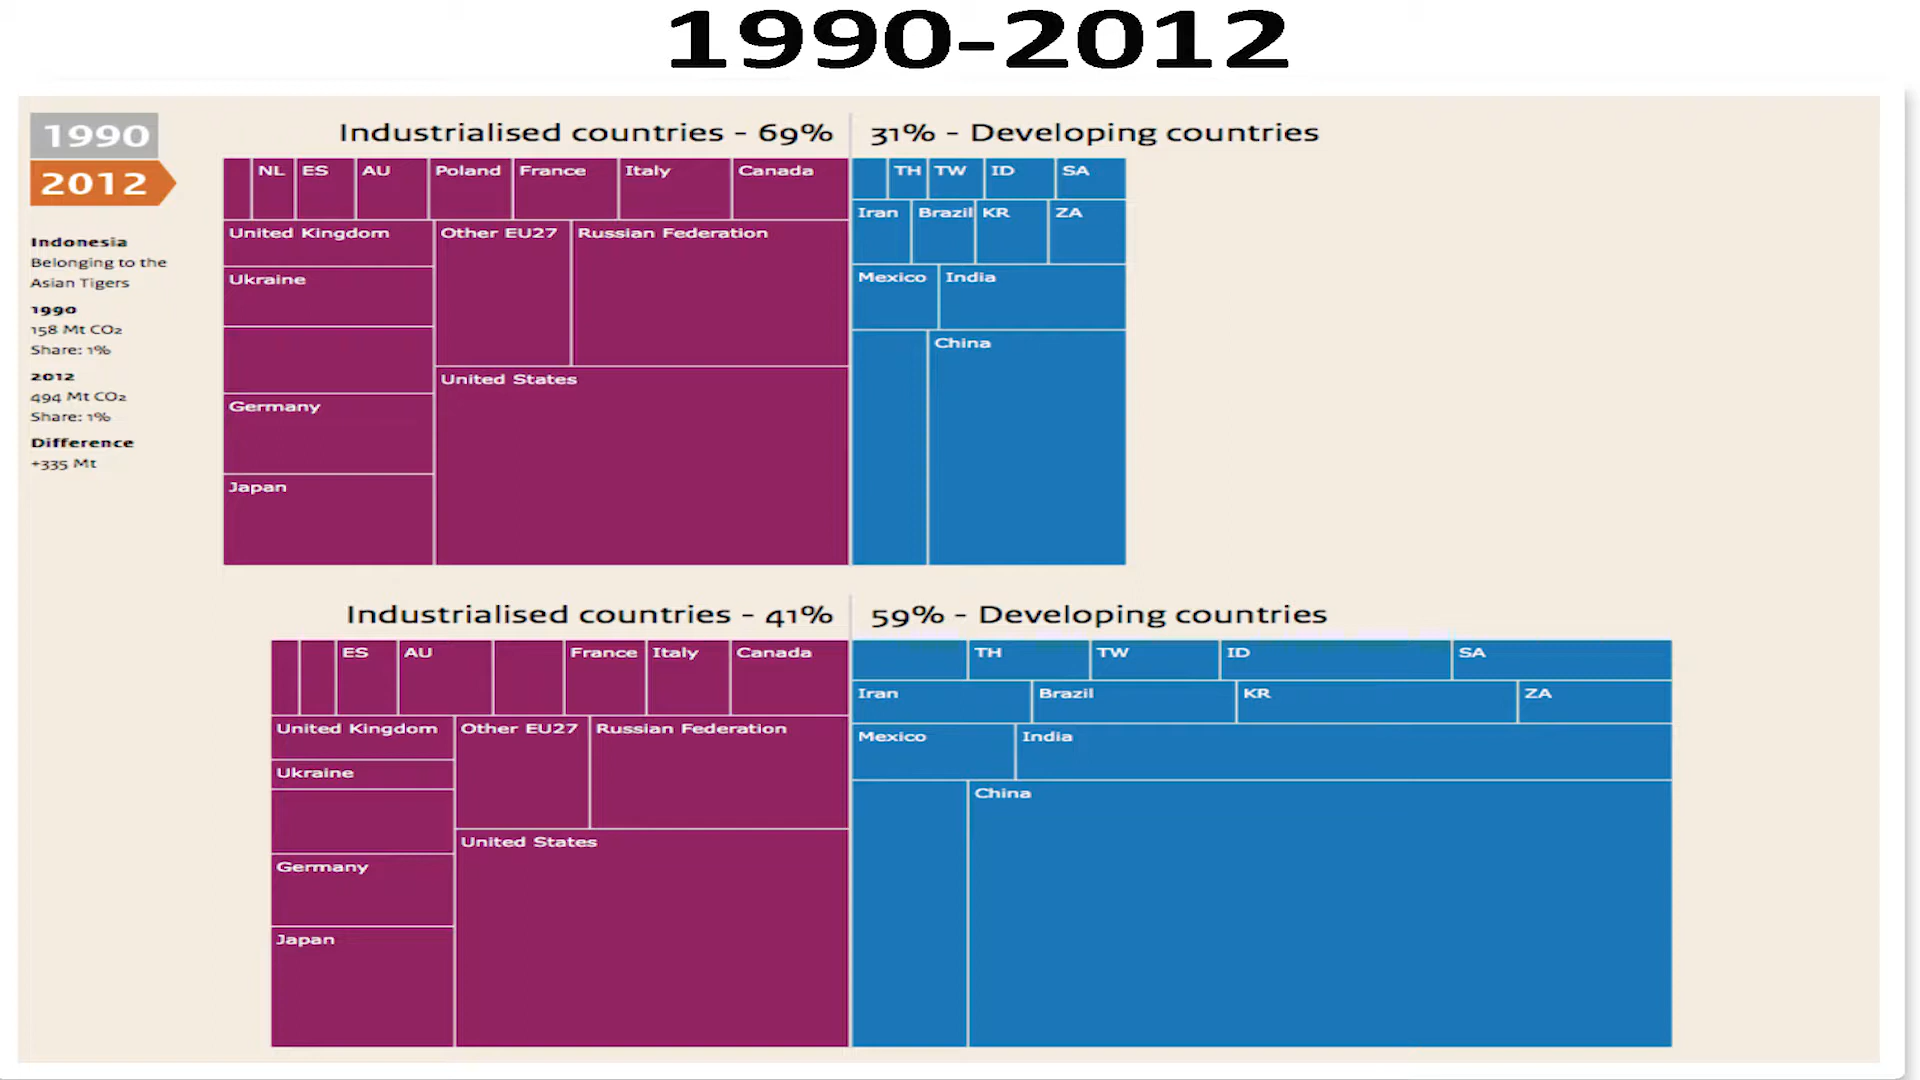 1990-2012
1990
2012
Indonesia
Belonging to the
Asian Tigers
1990
158 Mt CO2
Share: 1%
2012
494 Mt CO2
Share: 1%
Difference
+335 Mt
Industrialised countries - 69%
31% - Developing countries
NL ES AU Poland France Italy Canada
TH TW ID SA
Iran Brazil KR ZA
United Kingdom Other EU27 Russian Federation
Ukraine
Mexico India
China
United States
Germany
Japan
Industrialised countries - 41%
59% - Developing countries
ES AU France Italy Canada
TH TW ID SA
Iran Brazil KR ZA
United Kingdom Other EU27 Russian Federation
Mexico India
Ukraine
China
United States
Germany
Japan